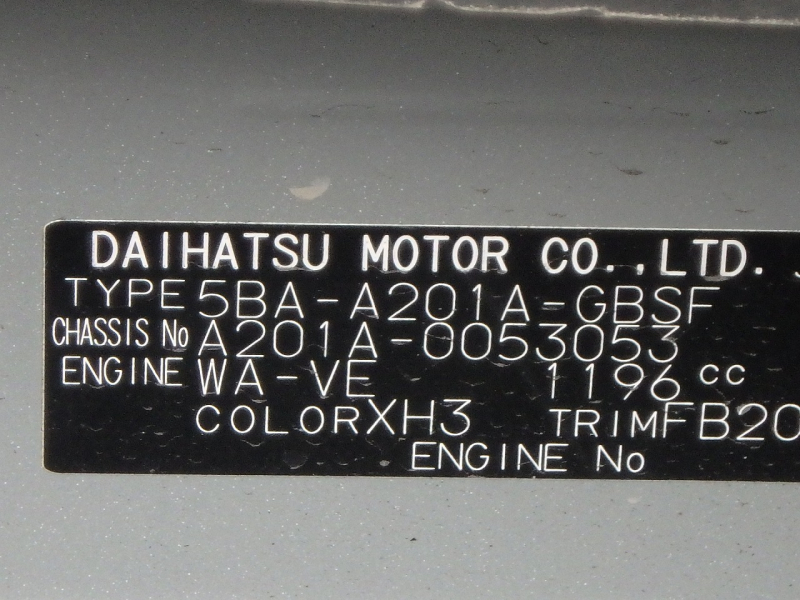 DAIHATSU MOTOR CO.,LTD.
TYPE 5BA-A201A-GBSF
CHASSIS No A201A-0053053
ENGINE WA-VE 1196 cc
COLOR XH3 TRIM FB20
ENGINE No